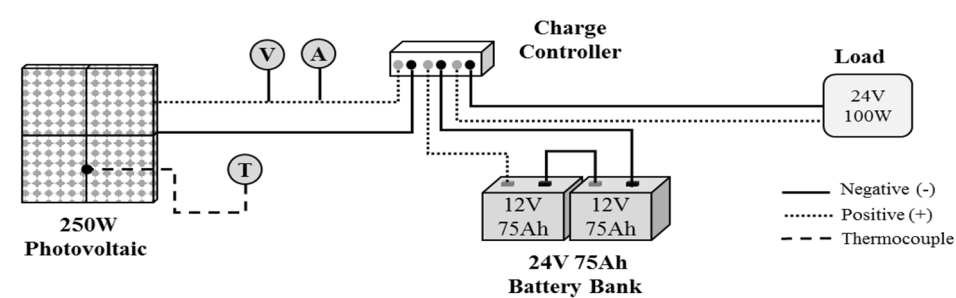 Charge
Controller
V
A
Load
24V
100W
T
250W
Photovoltaic
12V
75Ah
12V
75Ah
24V 75Ah
Battery Bank
Negative (-)
Positive (+)
Thermocouple